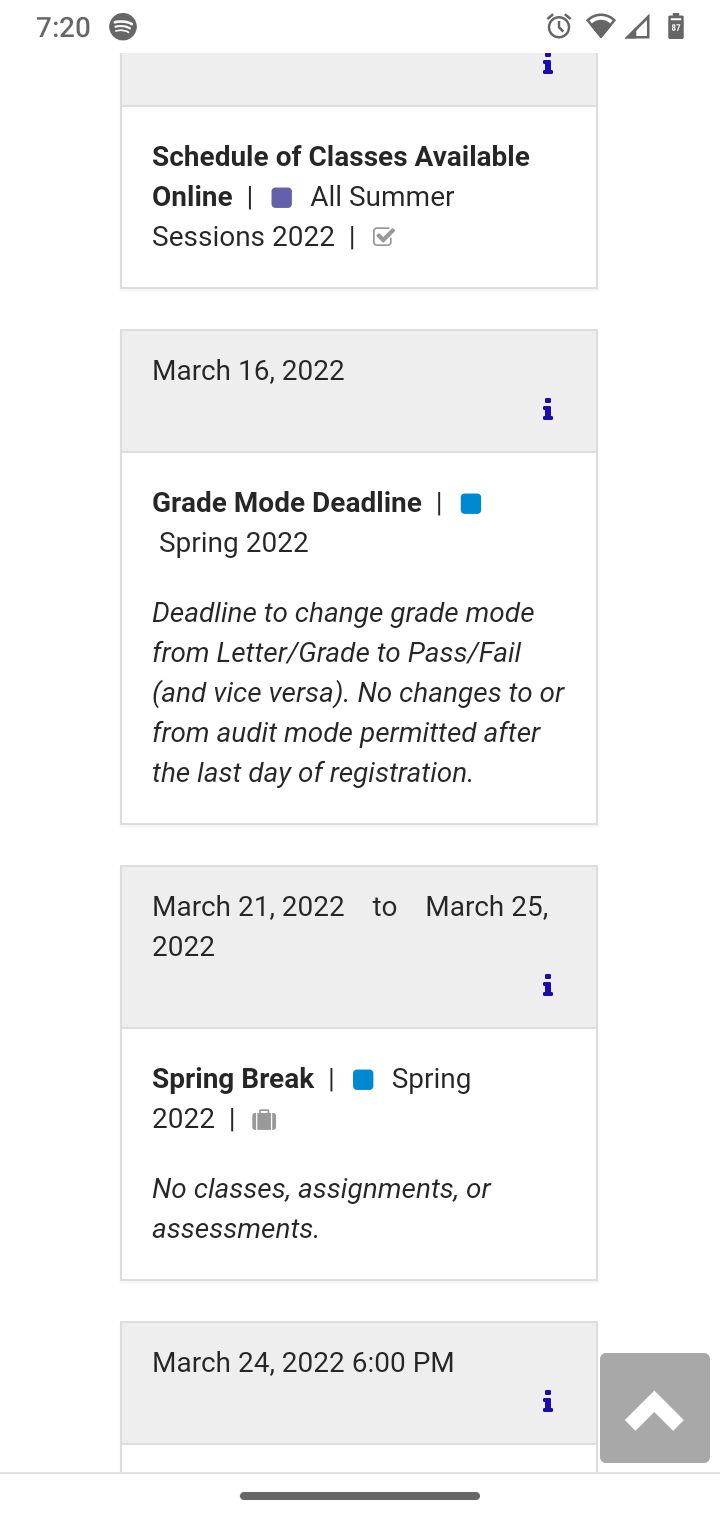 7:20
87
Schedule of Classes Available
Online | All Summer
Sessions 2022 |
March 16, 2022
Grade Mode Deadline |
Spring 2022
Deadline to change grade mode
from Letter/Grade to Pass/Fail
(and vice versa). No changes to or
from audit mode permitted after
the last day of registration.
March 21, 2022 to March 25,
2022
Spring Break | Spring
2022 |
No classes, assignments, or
assessments.
March 24, 2022 6:00 PM